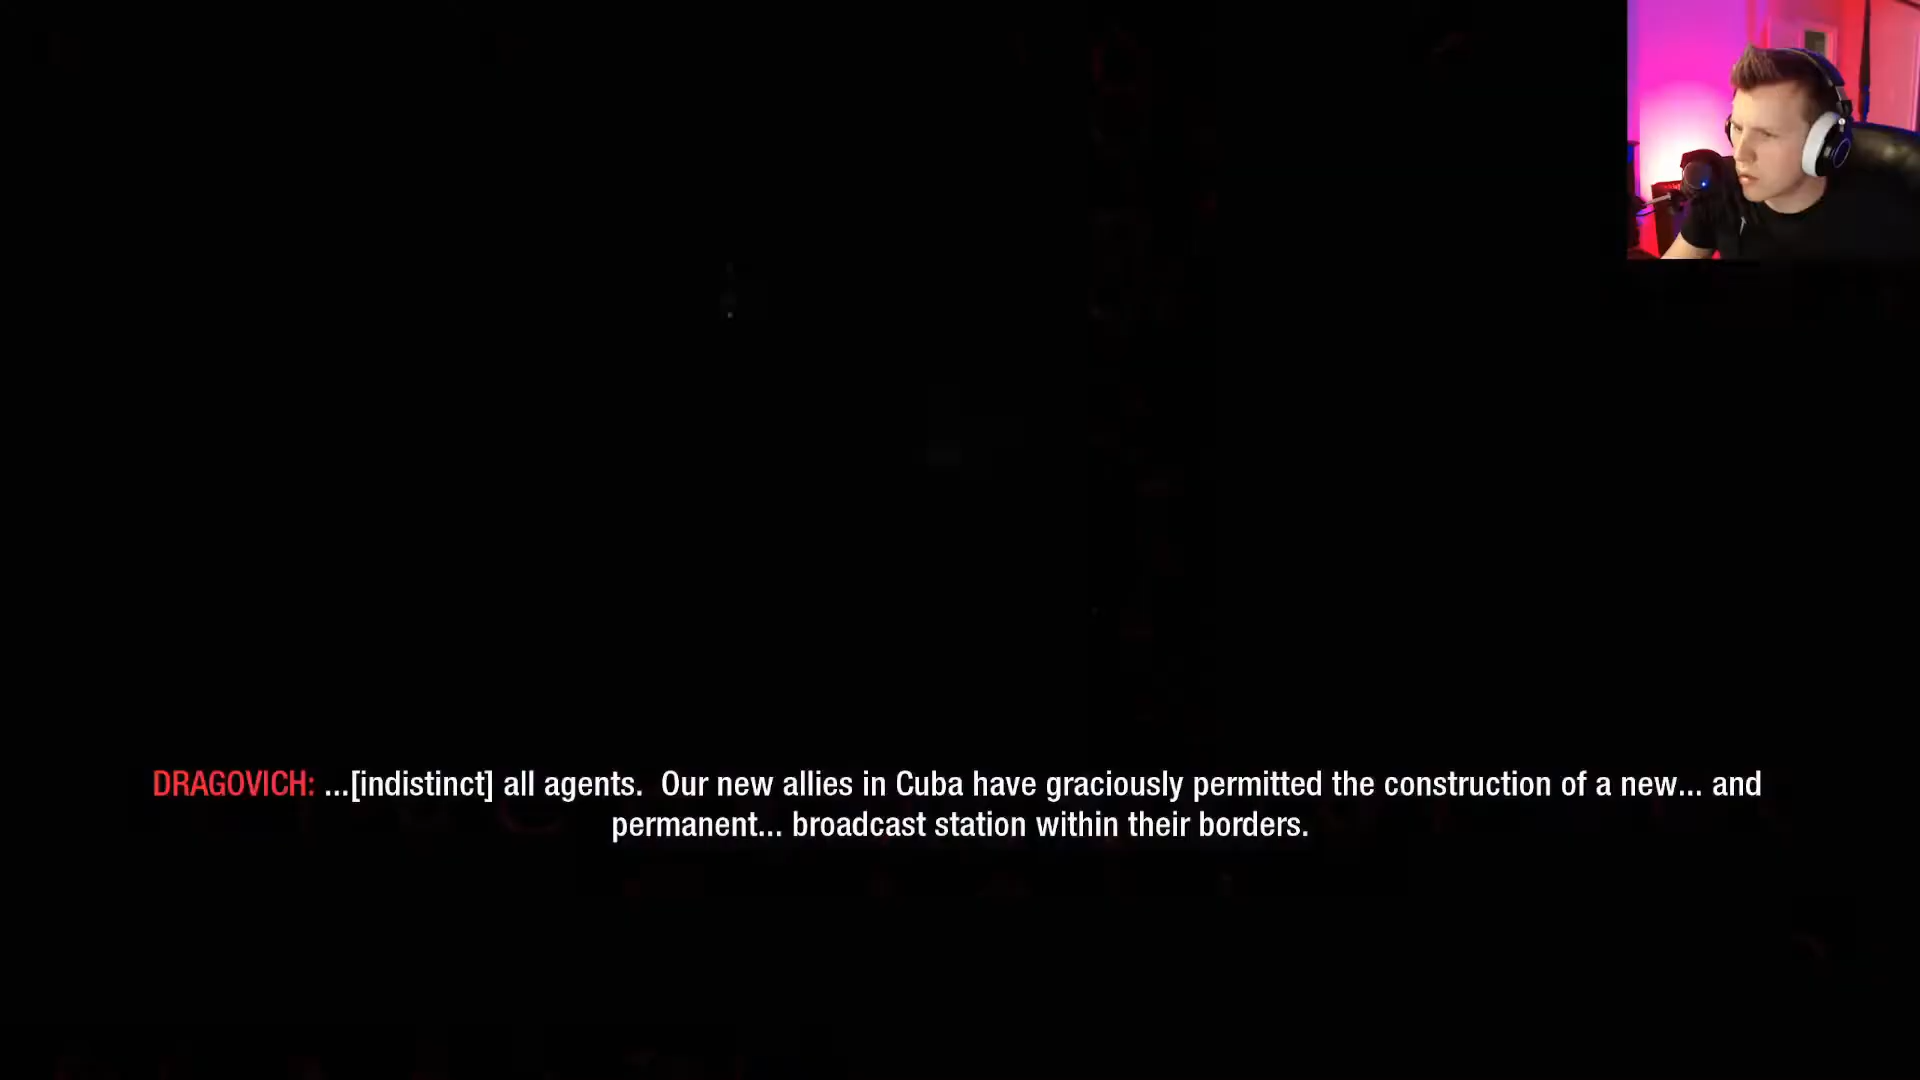 DRAGOVICH: ...[indistinct] all agents.  Our new allies in Cuba have graciously permitted the construction of a new... and
permanent... broadcast station within their borders.